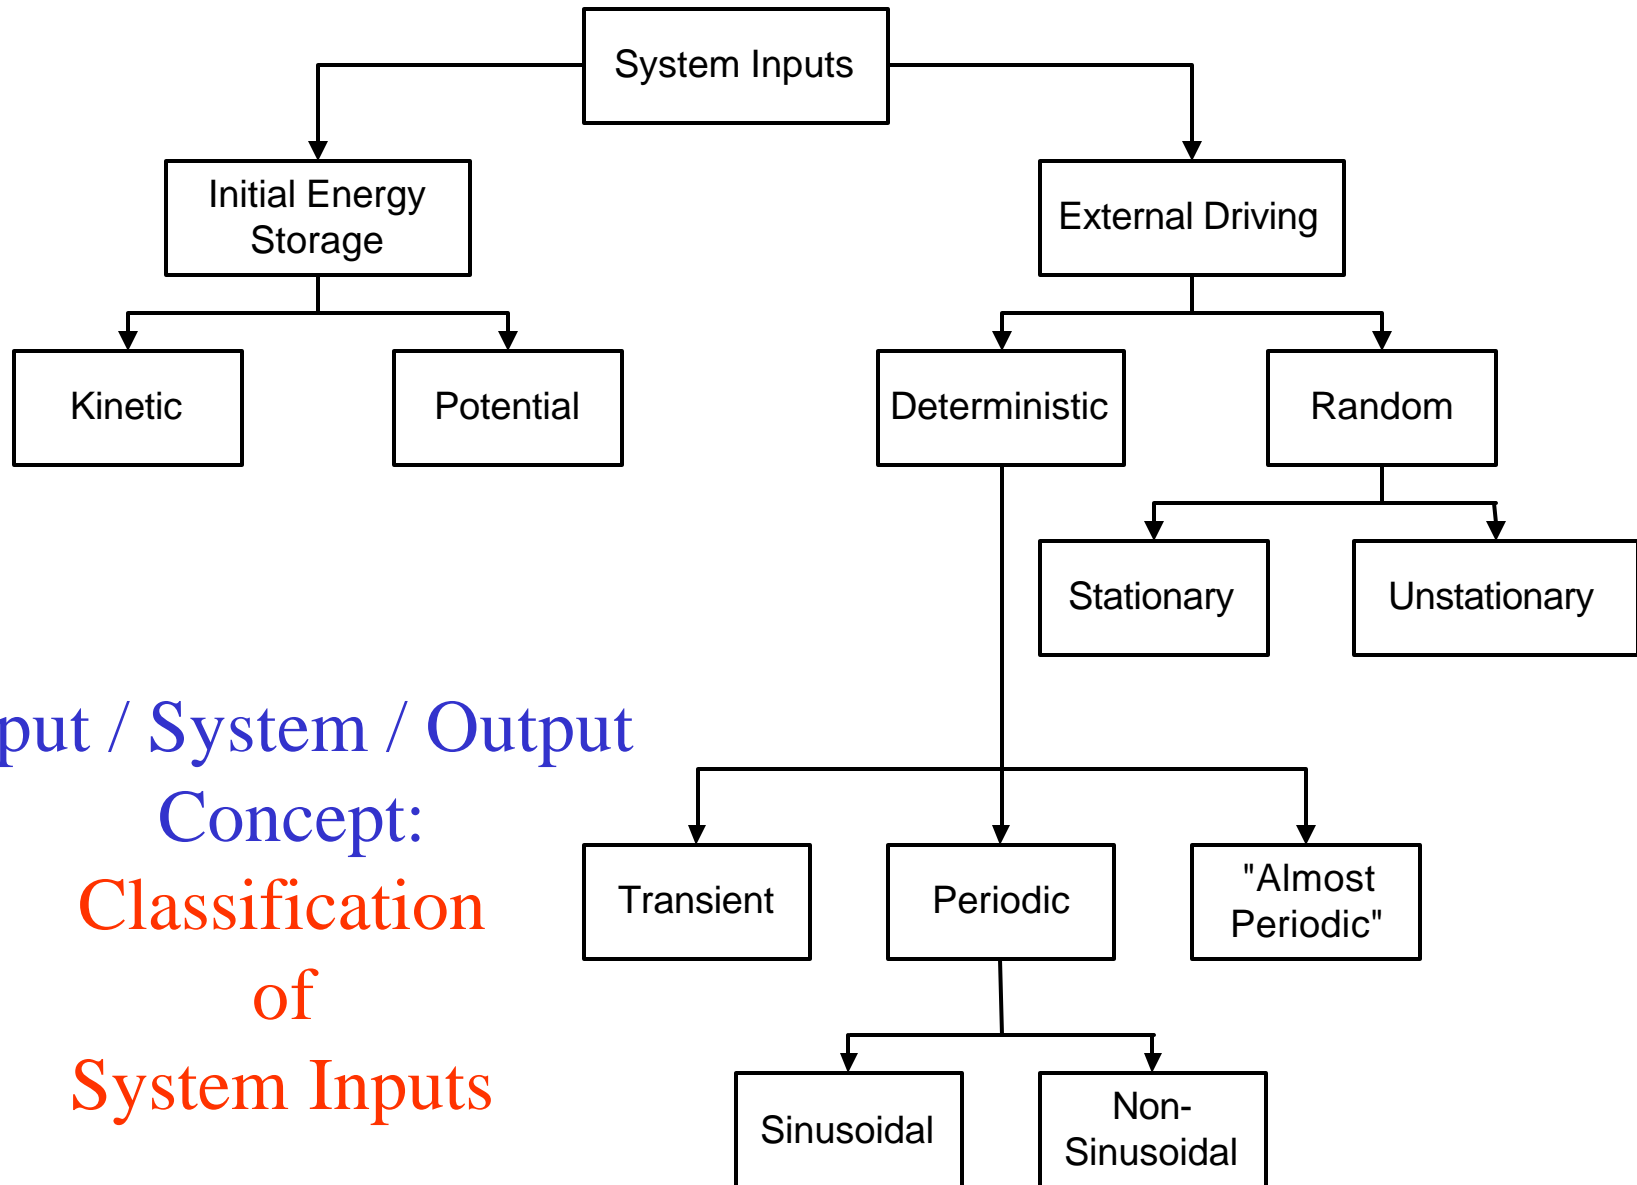 System Inputs
Initial Energy
Storage
External Driving
Kinetic
Potential
Deterministic
Random
Stationary
Unstationary
put / System / Output
Concept:
Classification
of
System Inputs
Transient
Periodic
"Almost
Periodic"
Sinusoidal
Non-
Sinusoidal